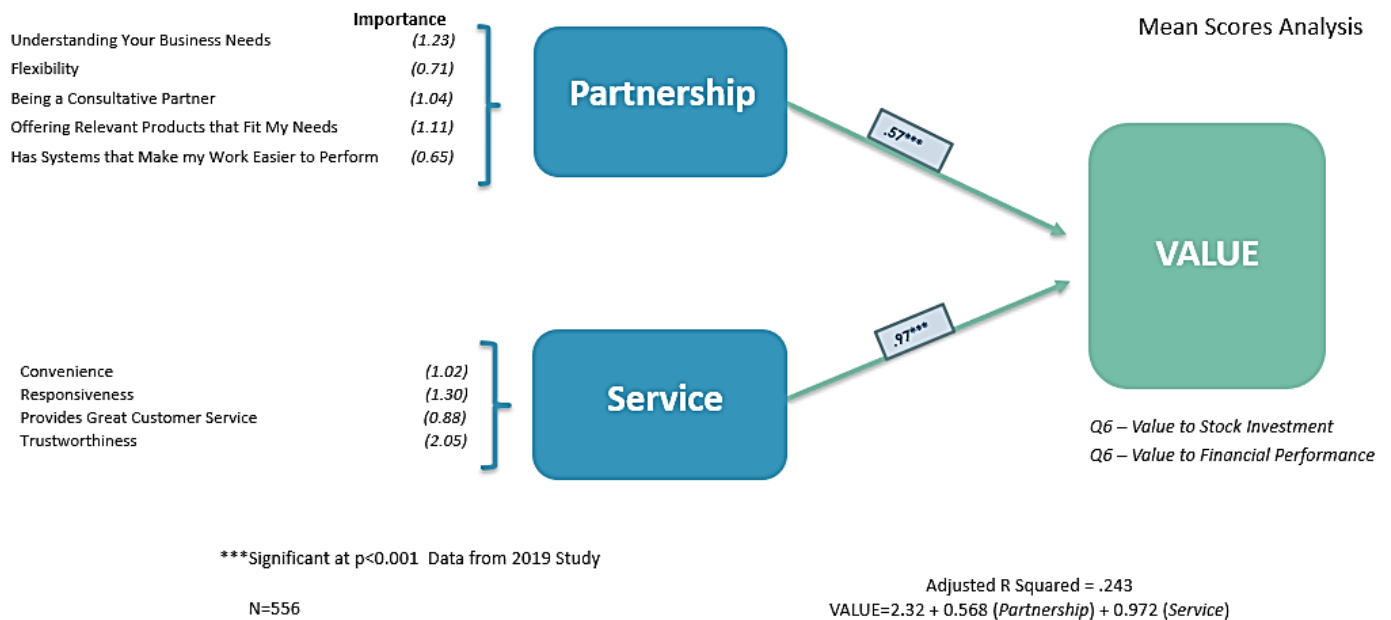 Importance
Mean Scores Analysis
Understanding Your Business Needs (1.23)
Flexibility (0.71)
Being a Consultative Partner (1.04)
Offering Relevant Products that Fit My Needs (1.11)
Has Systems that Make my Work Easier to Perform (0.65)
Partnership
.57***
VALUE
.97***
Convenience (1.02)
Responsiveness (1.30)
Provides Great Customer Service (0.88)
Trustworthiness (2.05)
Service
Q6 – Value to Stock Investment
Q6 – Value to Financial Performance
***Significant at p<0.001 Data from 2019 Study
N=556
Adjusted R Squared = .243
VALUE=2.32 + 0.568 (Partnership) + 0.972 (Service)